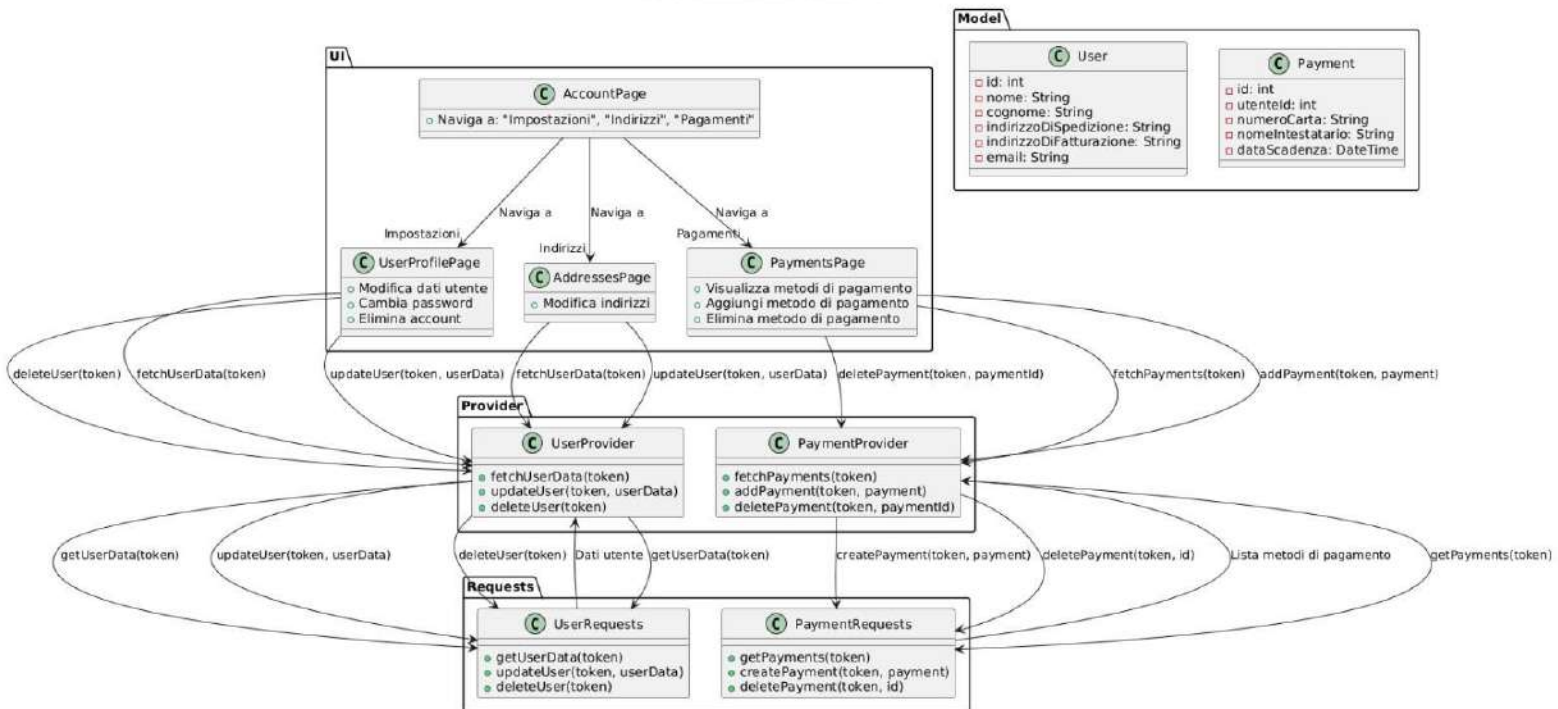 Model
C User
id: int
nome: String
cognome: String
indirizzoDiSpedizione: String
indirizzoDiFatturazione: String
email: String
C Payment
id: int
utenteId: int
numeroCarta: String
nomeIntestatario: String
dataScadenza: DateTime
UI
C AccountPage
Naviga a: "Impostazioni", "Indirizzi", "Pagamenti"
Naviga a
Naviga a
Naviga a
Impostazioni
Indirizzi
Pagamenti
C UserProfilePage
Modifica dati utente
Cambia password
Elimina account
C AddressesPage
Modifica indirizzi
C PaymentsPage
Visualizza metodi di pagamento
Aggiungi metodo di pagamento
Elimina metodo di pagamento
deleteUser(token)
fetchUserData(token)
updateUser(token, userData)
fetchUserData(token)
updateUser(token, userData)
deletePayment(token, paymentId)
fetchPayments(token)
addPayment(token, payment)
Provider
C UserProvider
fetchUserData(token)
updateUser(token, userData)
deleteUser(token)
C PaymentProvider
fetchPayments(token)
addPayment(token, payment)
deletePayment(token, paymentId)
getUserData(token)
updateUser(token, userData)
deleteUser(token)
Dati utente
getUserData(token)
createPayment(token, payment)
deletePayment(token, id)
Lista metodi di pagamento
getPayments(token)
Requests
C UserRequests
getUserData(token)
updateUser(token, userData)
deleteUser(token)
C PaymentRequests
getPayments(token)
createPayment(token, payment)
deletePayment(token, id)